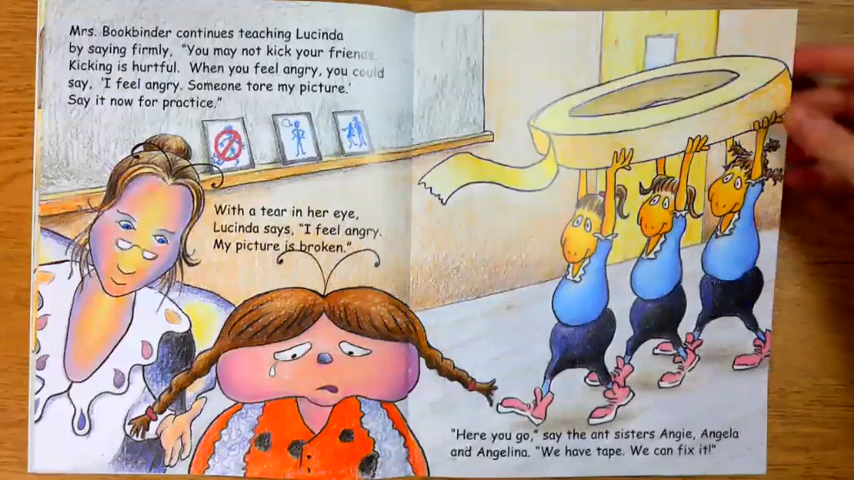 Mrs. Bookbinder continues teaching Lucinda
by saying firmly, "You may not kick your friends.
Kicking is hurtful. When you feel angry, you could
say, 'I feel angry. Someone tore my picture.'
Say it now for practice."
With a tear in her eye,
Lucinda says, "I feel angry.
My picture is broken."
"Here you go," say the ant sisters Angie, Angela
and Angelina. "We have tape. We can fix it!"